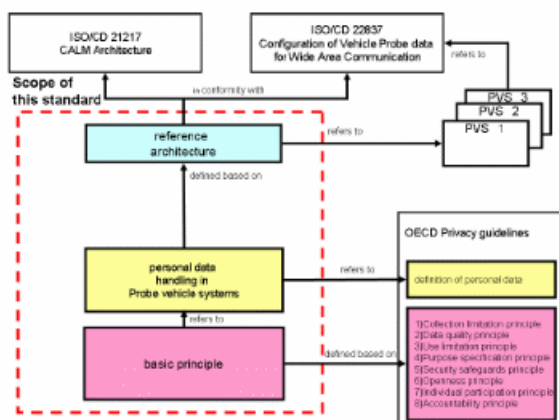 ISO/CD 21217
CALM Architecture
ISO/CD 22837
Configuration of Vehicle Probe data
for Wide Area Communication
refers to
Scope of
this standard
in conformity with
PVS 3
PVS 2
PVS 1
reference
architecture
refers to
defined based on
OECD Privacy guidelines
personal data
handling in
Probe vehicle systems
refers to
definition of personal data
refers to
basic principle
defined based on
1)Collection limitation principle
2)Data quality principle
3)Use limitation principle
4)Purpose specification principle
5)Security safeguards principle
6)Openness principle
7)Individual participation principle
8)Accountability principle